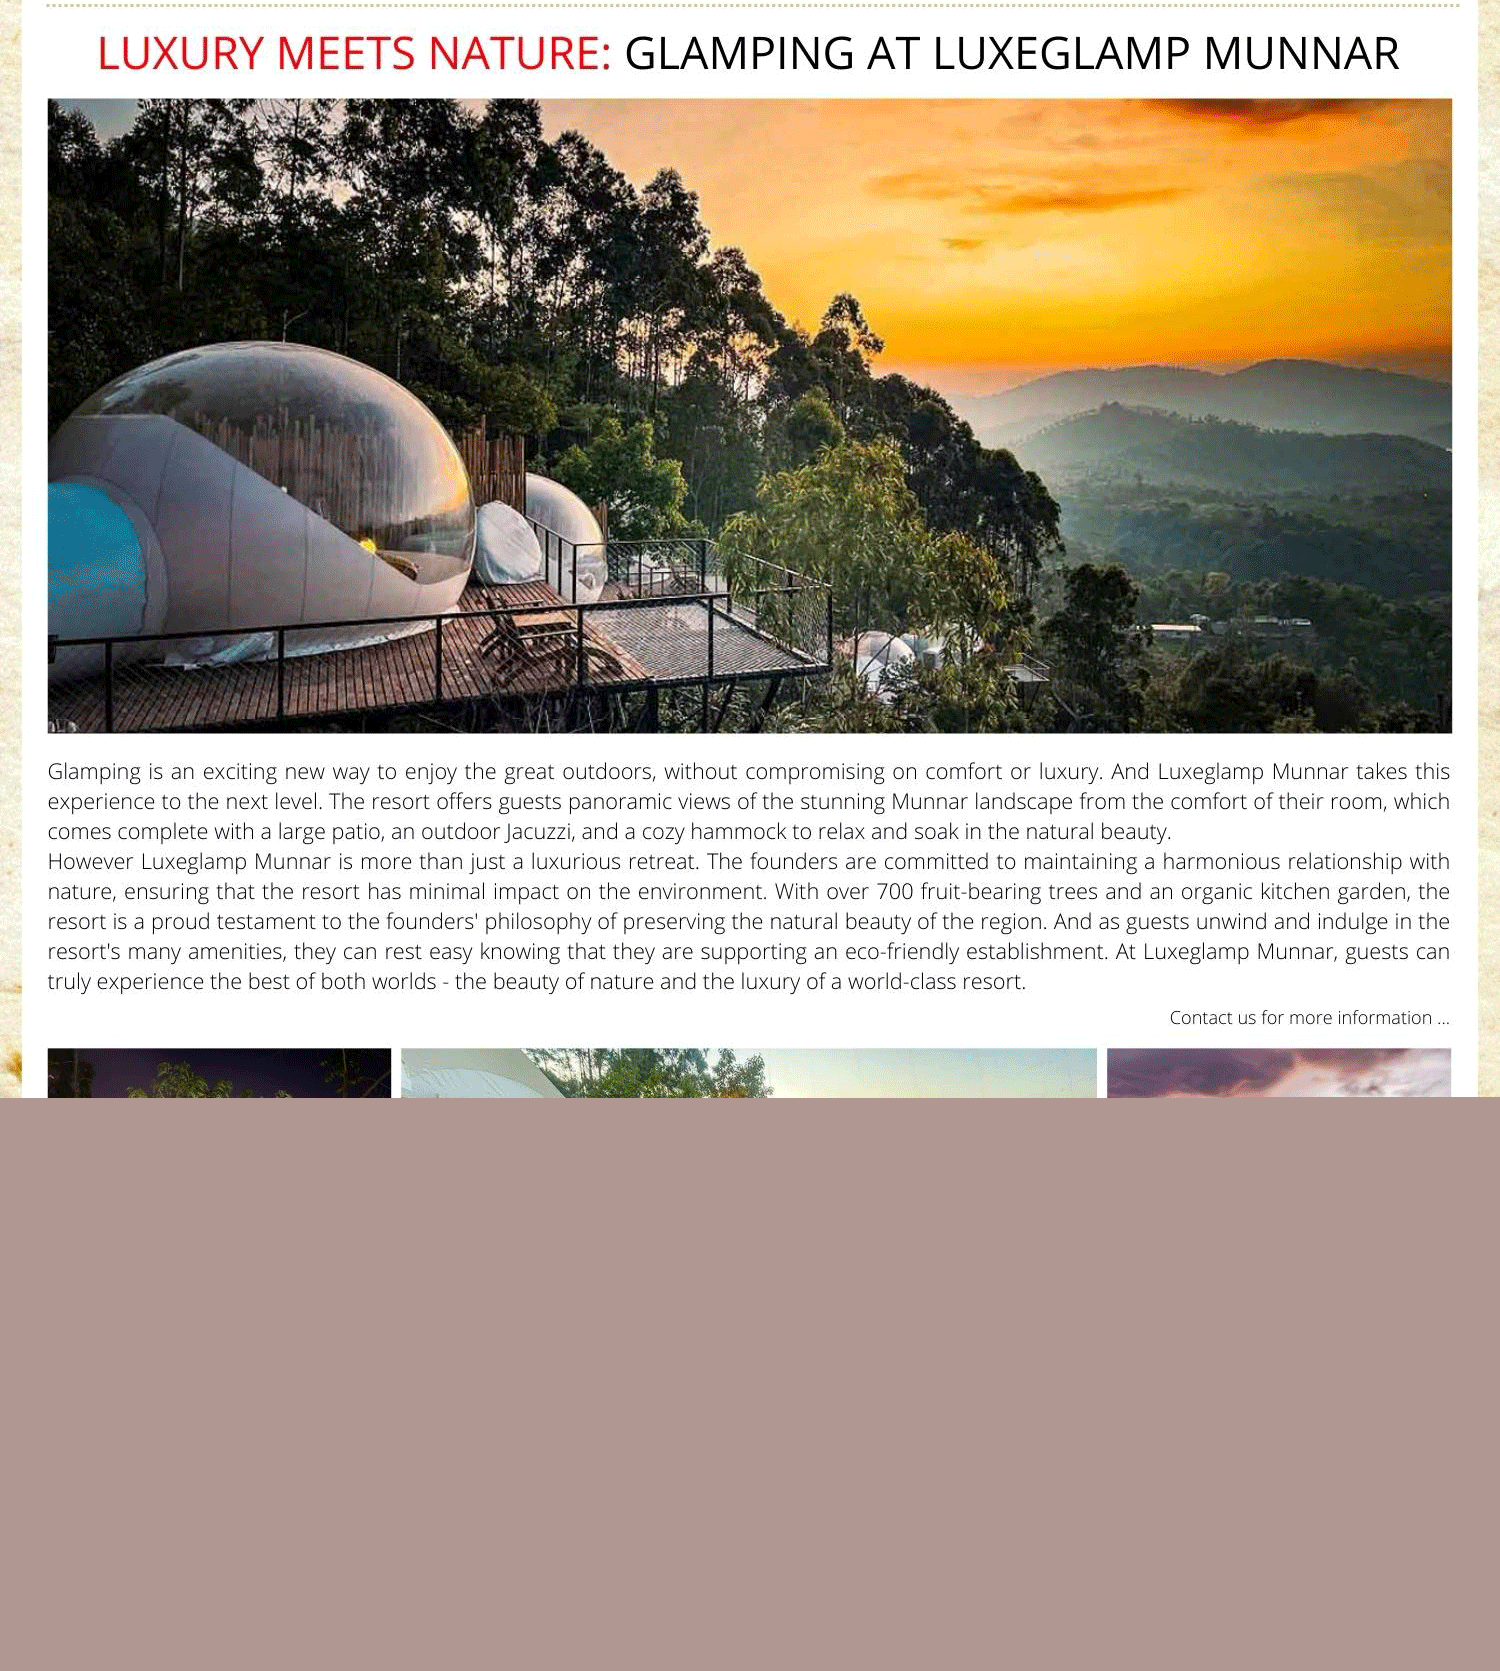 LUXURY MEETS NATURE: GLAMPING AT LUXEGLAMP MUNNAR
Glamping is an exciting new way to enjoy the great outdoors, without compromising on comfort or luxury. And Luxeglamp Munnar takes this
experience to the next level. The resort offers guests panoramic views of the stunning Munnar landscape from the comfort of their room, which
comes complete with a large patio, an outdoor Jacuzzi, and a cozy hammock to relax and soak in the natural beauty.
However Luxeglamp Munnar is more than just a luxurious retreat. The founders are committed to maintaining a harmonious relationship with
nature, ensuring that the resort has minimal impact on the environment. With over 700 fruit-bearing trees and an organic kitchen garden, the
resort is a proud testament to the founders' philosophy of preserving the natural beauty of the region. And as guests unwind and indulge in the
resort's many amenities, they can rest easy knowing that they are supporting an eco-friendly establishment. At Luxeglamp Munnar, guests can
truly experience the best of both worlds - the beauty of nature and the luxury of a world-class resort.
Contact us for more information ...